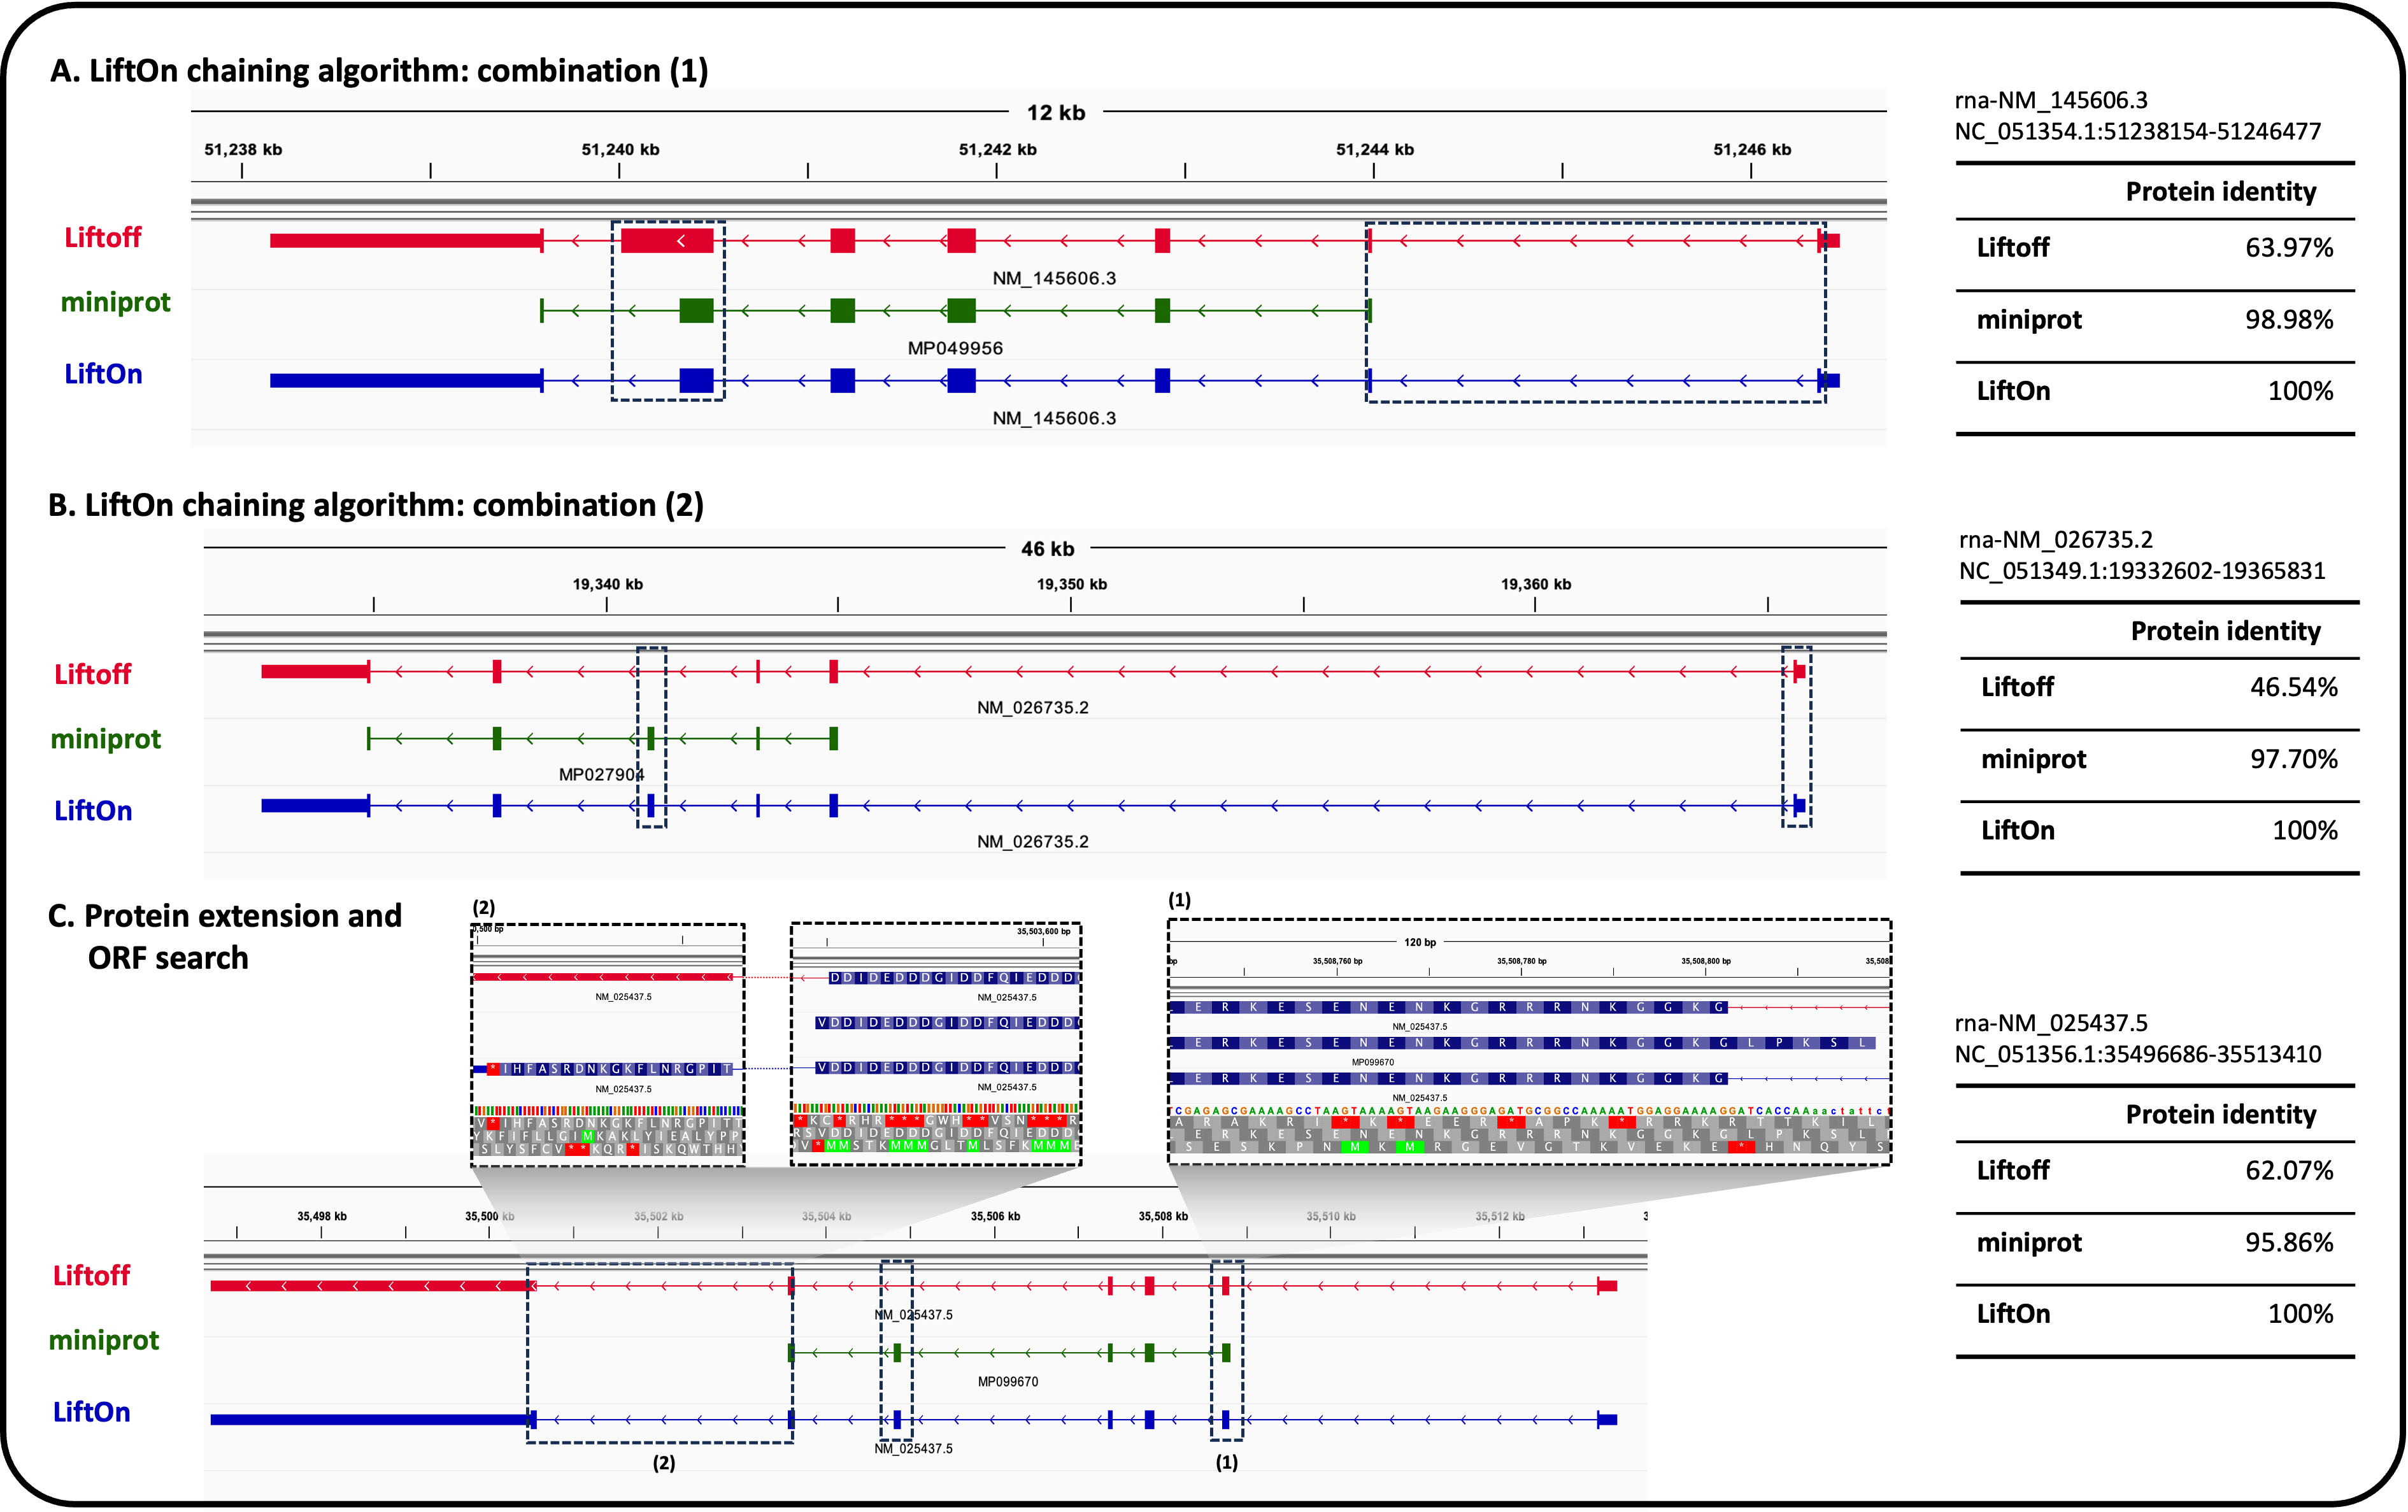 A. LiftOn chaining algorithm: combination (1)
12 kb
51,238 kb 51,240 kb 51,242 kb 51,244 kb 51,246 kb
Liftoff
NM_145606.3
miniprot
MP049956
LiftOn
NM_145606.3
rna-NM_145606.3
NC_051354.1:51238154-51246477
Protein identity
Liftoff 63.97%
miniprot 98.98%
LiftOn 100%
B. LiftOn chaining algorithm: combination (2)
46 kb
19,340 kb 19,350 kb 19,360 kb
Liftoff
NM_026735.2
miniprot
MP027904
LiftOn
NM_026735.2
rna-NM_026735.2
NC_051349.1:19332602-19365831
Protein identity
Liftoff 46.54%
miniprot 97.70%
LiftOn 100%
C. Protein extension and
ORF search
(2)
NM_025437.5
* I H F A S R D N K G K F L N R G P I T
NM_025437.5
V * I H F A S R D N K G K F L N R G P I T T
Y K F I F L L G I M K A K L Y I E A L Y P P
S L Y S F C V * * K Q R * I S K Q W T H H
35,503,600 bp
D D I D E D D D G I D D F Q I E D D D
NM_025437.5
V D D I D E D D D G I D D F Q I E D D D
V D D I D E D D D G I D D F Q I E D D D
NM_025437.5
* K C * R H R * * * G W H * * V S N * * * R
R S V D D I D E D D D G I D D F Q I E D D D
V * M M S T K M M M G L T M L S F K M M M E
(1)
120 bp
bp 35,508,760 bp 35,508,780 bp 35,508,800 bp 35,508
E R K E S E N E N K G R R R N K G G K G
NM_025437.5
E R K E S E N E N K G R R R N K G G K G L P K S L
MP099670
E R K E S E N E N K G R R R N K G G K G
NM_025437.5
T C G A G A G C G A A A A G C C T A A G T A A A A G T A A G A A G G G A G A T G C G G C C A A A A A T G G A G G A A A A G G A T C A C C A A a a c t a t t c t
A R A K R I * K * E E R * A P K * R R K R T T K I L
E R K E S E N E N K G R R R N K G G K G L P K S L
S E S K P N M K M R G E V G T K V E K E * H N Q Y S
35,498 kb 35,500 kb 35,502 kb 35,504 kb 35,506 kb 35,508 kb 35,510 kb 35,512 kb 3
Liftoff
NM_025437.5
miniprot
MP099670
LiftOn
NM_025437.5
(2) (1)
rna-NM_025437.5
NC_051356.1:35496686-35513410
Protein identity
Liftoff 62.07%
miniprot 95.86%
LiftOn 100%